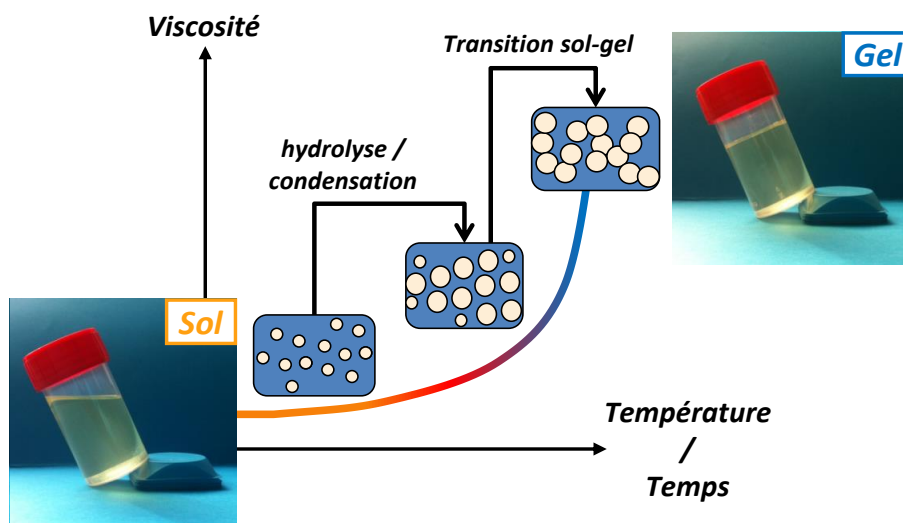 Viscosité
Transition sol-gel
Gel
hydrolyse /
condensation
Sol
Température
/
Temps